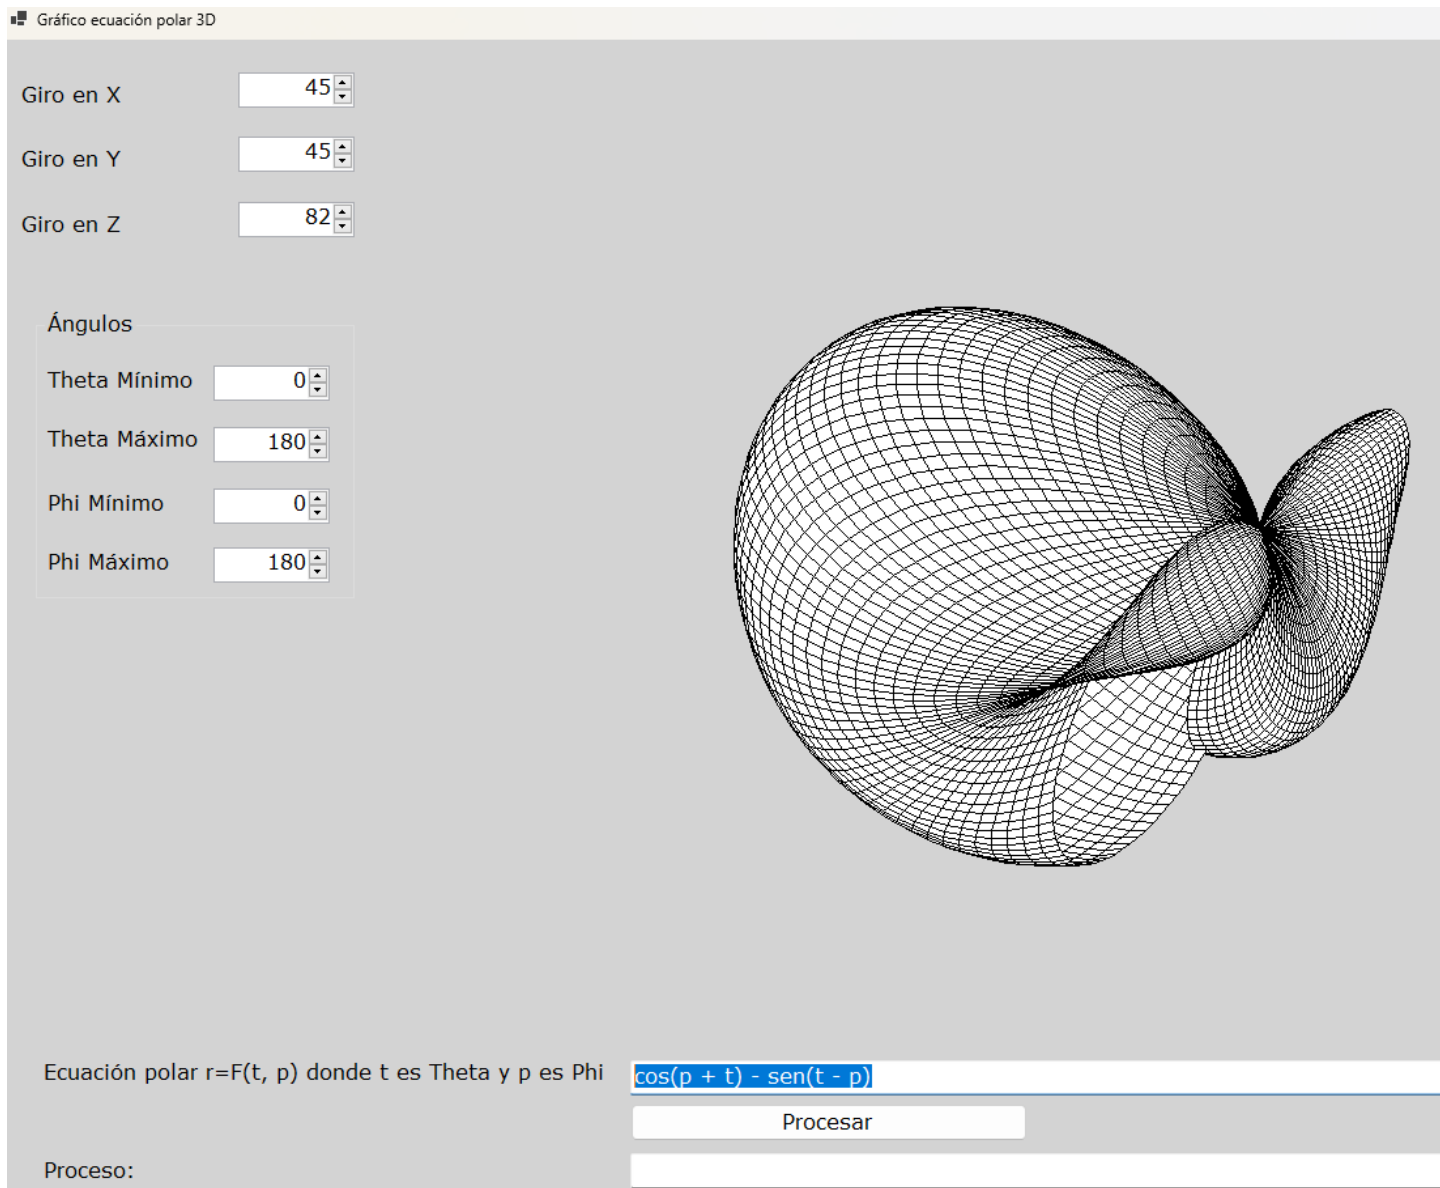 Gráfico ecuación polar 3D
Giro en X 45
Giro en Y 45
Giro en Z 82
Ángulos
Theta Mínimo 0
Theta Máximo 180
Phi Mínimo 0
Phi Máximo 180
Ecuación polar r=F(t, p) donde t es Theta y p es Phi cos(p + t) - sen(t - p)
Procesar
Proceso: